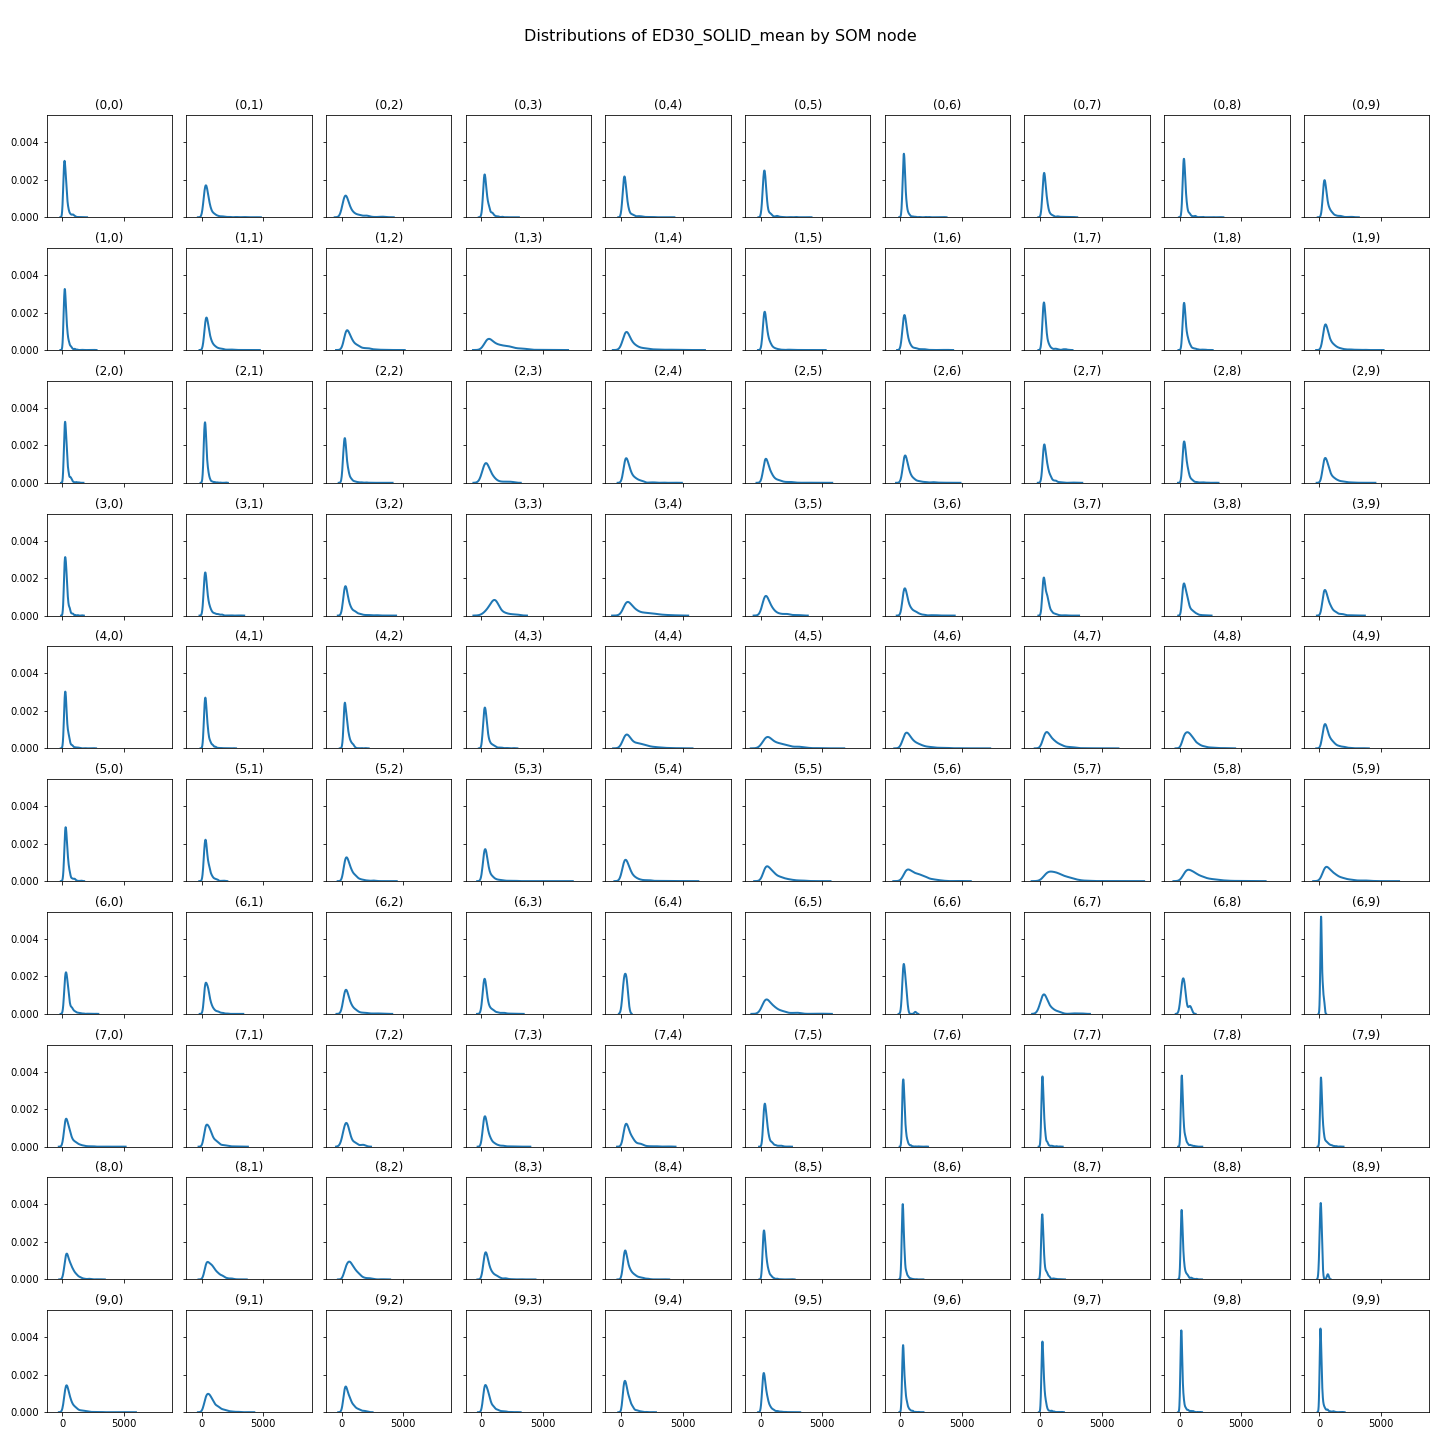 Distributions of ED30_SOLID_mean by SOM node
(0,0) (0,1) (0,2) (0,3) (0,4) (0,5) (0,6) (0,7) (0,8) (0,9)
0.004
0.002
0.000
(1,0) (1,1) (1,2) (1,3) (1,4) (1,5) (1,6) (1,7) (1,8) (1,9)
0.004
0.002
0.000
(2,0) (2,1) (2,2) (2,3) (2,4) (2,5) (2,6) (2,7) (2,8) (2,9)
0.004
0.002
0.000
(3,0) (3,1) (3,2) (3,3) (3,4) (3,5) (3,6) (3,7) (3,8) (3,9)
0.004
0.002
0.000
(4,0) (4,1) (4,2) (4,3) (4,4) (4,5) (4,6) (4,7) (4,8) (4,9)
0.004
0.002
0.000
(5,0) (5,1) (5,2) (5,3) (5,4) (5,5) (5,6) (5,7) (5,8) (5,9)
0.004
0.002
0.000
(6,0) (6,1) (6,2) (6,3) (6,4) (6,5) (6,6) (6,7) (6,8) (6,9)
0.004
0.002
0.000
(7,0) (7,1) (7,2) (7,3) (7,4) (7,5) (7,6) (7,7) (7,8) (7,9)
0.004
0.002
0.000
(8,0) (8,1) (8,2) (8,3) (8,4) (8,5) (8,6) (8,7) (8,8) (8,9)
0.004
0.002
0.000
(9,0) (9,1) (9,2) (9,3) (9,4) (9,5) (9,6) (9,7) (9,8) (9,9)
0.004
0.002
0.000
0 5000 0 5000 0 5000 0 5000 0 5000 0 5000 0 5000 0 5000 0 5000 0 5000